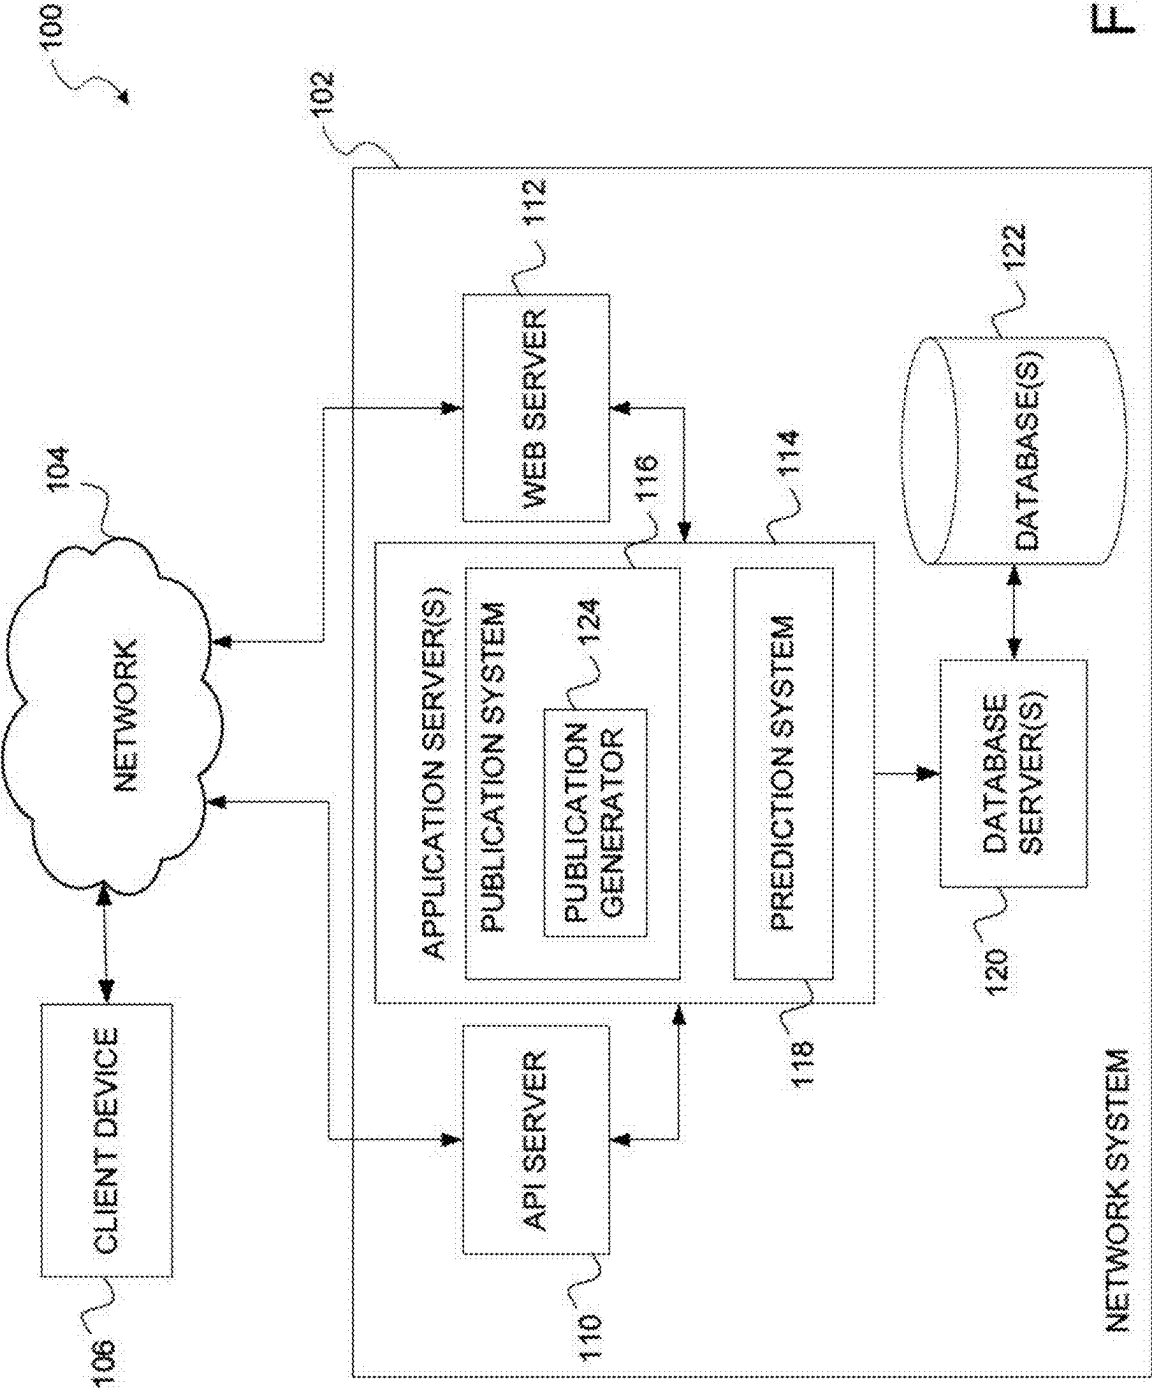 100
104
NETWORK
106
CLIENT DEVICE
102
112
WEB SERVER
116
114
APPLICATION SERVER(S)
PUBLICATION SYSTEM
124
PUBLICATION
GENERATOR
PREDICTION SYSTEM
118
API SERVER
110
122
DATABASE(S)
DATABASE
SERVER(S)
120
NETWORK SYSTEM
F